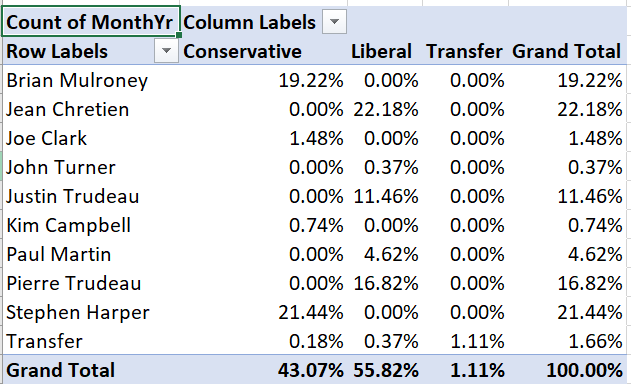 Count of MonthYr Column Labels
Row Labels Conservative Liberal Transfer Grand Total
Brian Mulroney 19.22% 0.00% 0.00% 19.22%
Jean Chretien 0.00% 22.18% 0.00% 22.18%
Joe Clark 1.48% 0.00% 0.00% 1.48%
John Turner 0.00% 0.37% 0.00% 0.37%
Justin Trudeau 0.00% 11.46% 0.00% 11.46%
Kim Campbell 0.74% 0.00% 0.00% 0.74%
Paul Martin 0.00% 4.62% 0.00% 4.62%
Pierre Trudeau 0.00% 16.82% 0.00% 16.82%
Stephen Harper 21.44% 0.00% 0.00% 21.44%
Transfer 0.18% 0.37% 1.11% 1.66%
Grand Total 43.07% 55.82% 1.11% 100.00%